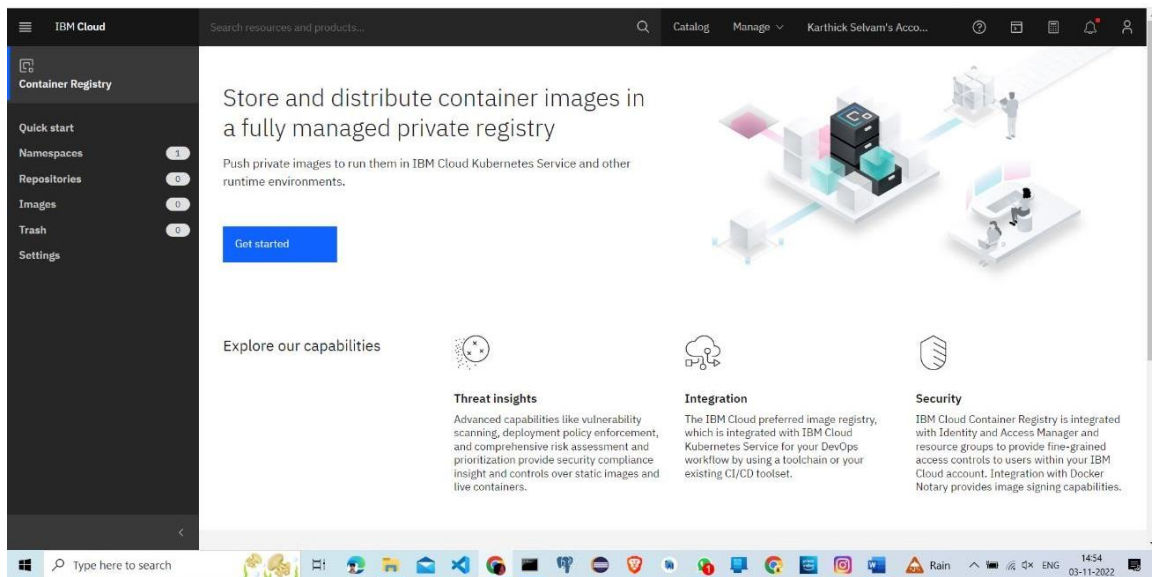 IBM Cloud
Search resources and products...
Catalog
Manage
Karthick Selvam's Acco...
Container Registry
Quick start
Namespaces 1
Repositories 0
Images 0
Trash 0
Settings
Store and distribute container images in
a fully managed private registry
Push private images to run them in IBM Cloud Kubernetes Service and other
runtime environments.
Get started
Explore our capabilities
Threat insights
Advanced capabilities like vulnerability
scanning, deployment policy enforcement,
and comprehensive risk assessment and
prioritization provide security compliance
insight and controls over static images and
live containers.
Integration
The IBM Cloud preferred image registry,
which is integrated with IBM Cloud
Kubernetes Service for your DevOps
workflow by using a toolchain or your
existing CI/CD toolset.
Security
IBM Cloud Container Registry is integrated
with Identity and Access Manager and
resource groups to provide fine-grained
access controls to users within your IBM
Cloud account. Integration with Docker
Notary provides image signing capabilities.
Type here to search
Rain
ENG
14:54
03-11-2022